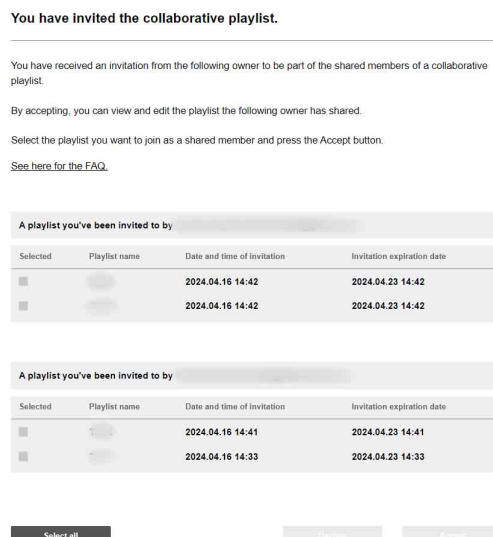 You have invited the collaborative playlist.
You have received an invitation from the following owner to be part of the shared members of a collaborative
playlist.
By accepting, you can view and edit the playlist the following owner has shared.
Select the playlist you want to join as a shared member and press the Accept button.
See here for the FAQ.
A playlist you've been invited to by
Selected Playlist name Date and time of invitation Invitation expiration date
2024.04.16 14:42 2024.04.23 14:42
2024.04.16 14:42 2024.04.23 14:42
A playlist you've been invited to by
Selected Playlist name Date and time of invitation Invitation expiration date
2024.04.16 14:41 2024.04.23 14:41
2024.04.16 14:33 2024.04.23 14:33
Select all